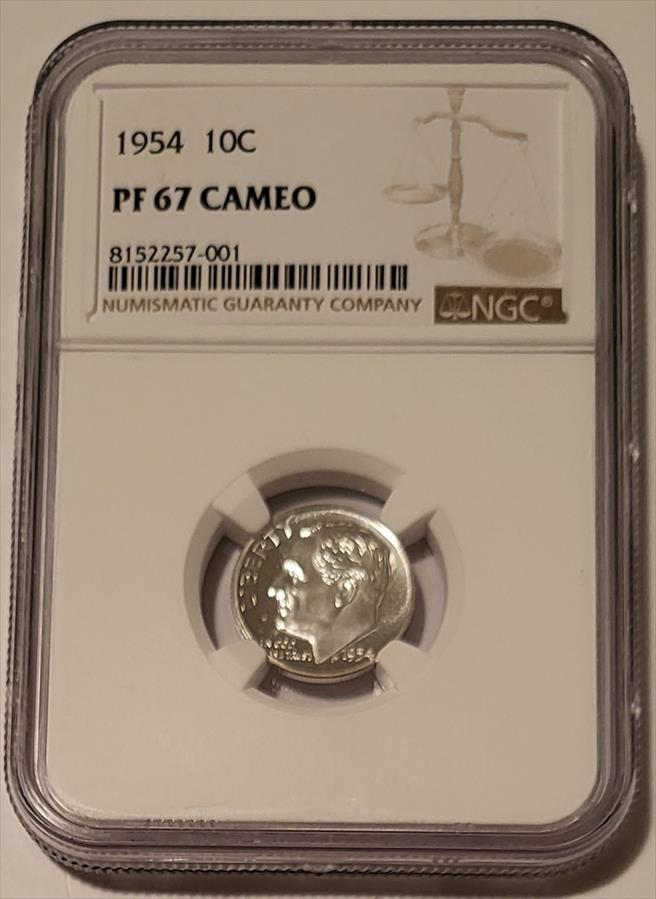 1954 10C
PF 67 CAMEO
8152257-001
NUMISMATIC GUARANTY COMPANY
NGC®
LIBERTY
IN GOD
WE TRUST
1954